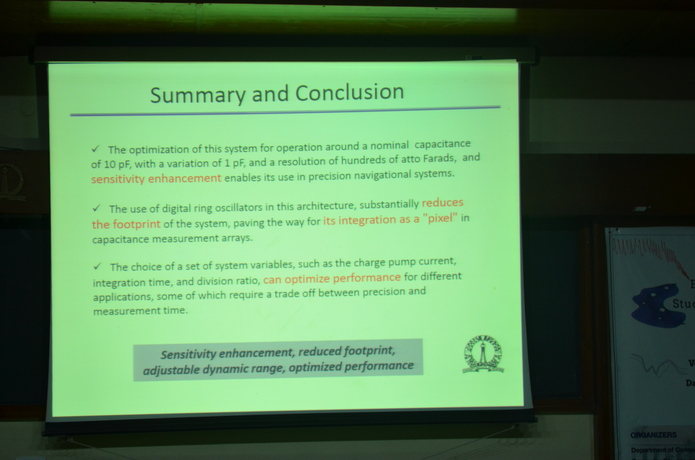 Summary and Conclusion
✓ The optimization of this system for operation around a nominal capacitance
of 10 pF, with a variation of 1 pF, and a resolution of hundreds of atto Farads, and
sensitivity enhancement enables its use in precision navigational systems.
✓ The use of digital ring oscillators in this architecture, substantially reduces
the footprint of the system, paving the way for its integration as a "pixel" in
capacitance measurement arrays.
✓ The choice of a set of system variables, such as the charge pump current,
integration time, and division ratio, can optimize performance for different
applications, some of which require a trade off between precision and
measurement time.
Sensitivity enhancement, reduced footprint,
adjustable dynamic range, optimized performance
ORGANIZERS